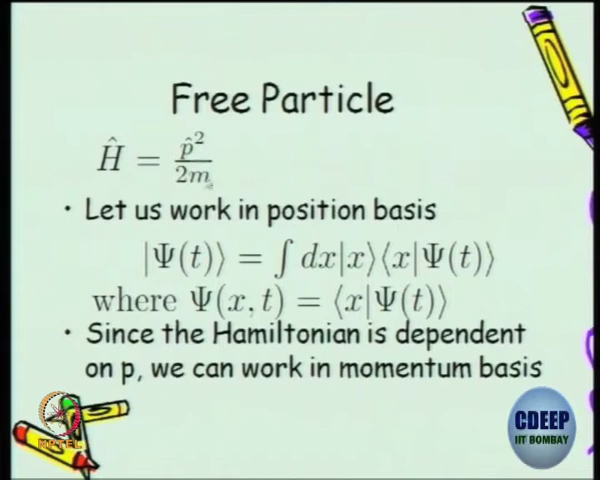 Free Particle
Ĥ = p̂²/2m
• Let us work in position basis
|Ψ(t)⟩ = ∫ dx|x⟩⟨x|Ψ(t)⟩
where Ψ(x, t) = ⟨x|Ψ(t)⟩
• Since the Hamiltonian is dependent
on p, we can work in momentum basis
NPTEL
CDEEP
IIT BOMBAY